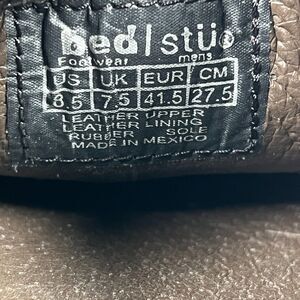 bed|stü®
Footwear mens
US UK EUR CM
8.5 7.5 41.5 27.5
LEATHER UPPER
LEATHER LINING
RUBBER SOLE
MADE IN MEXICO